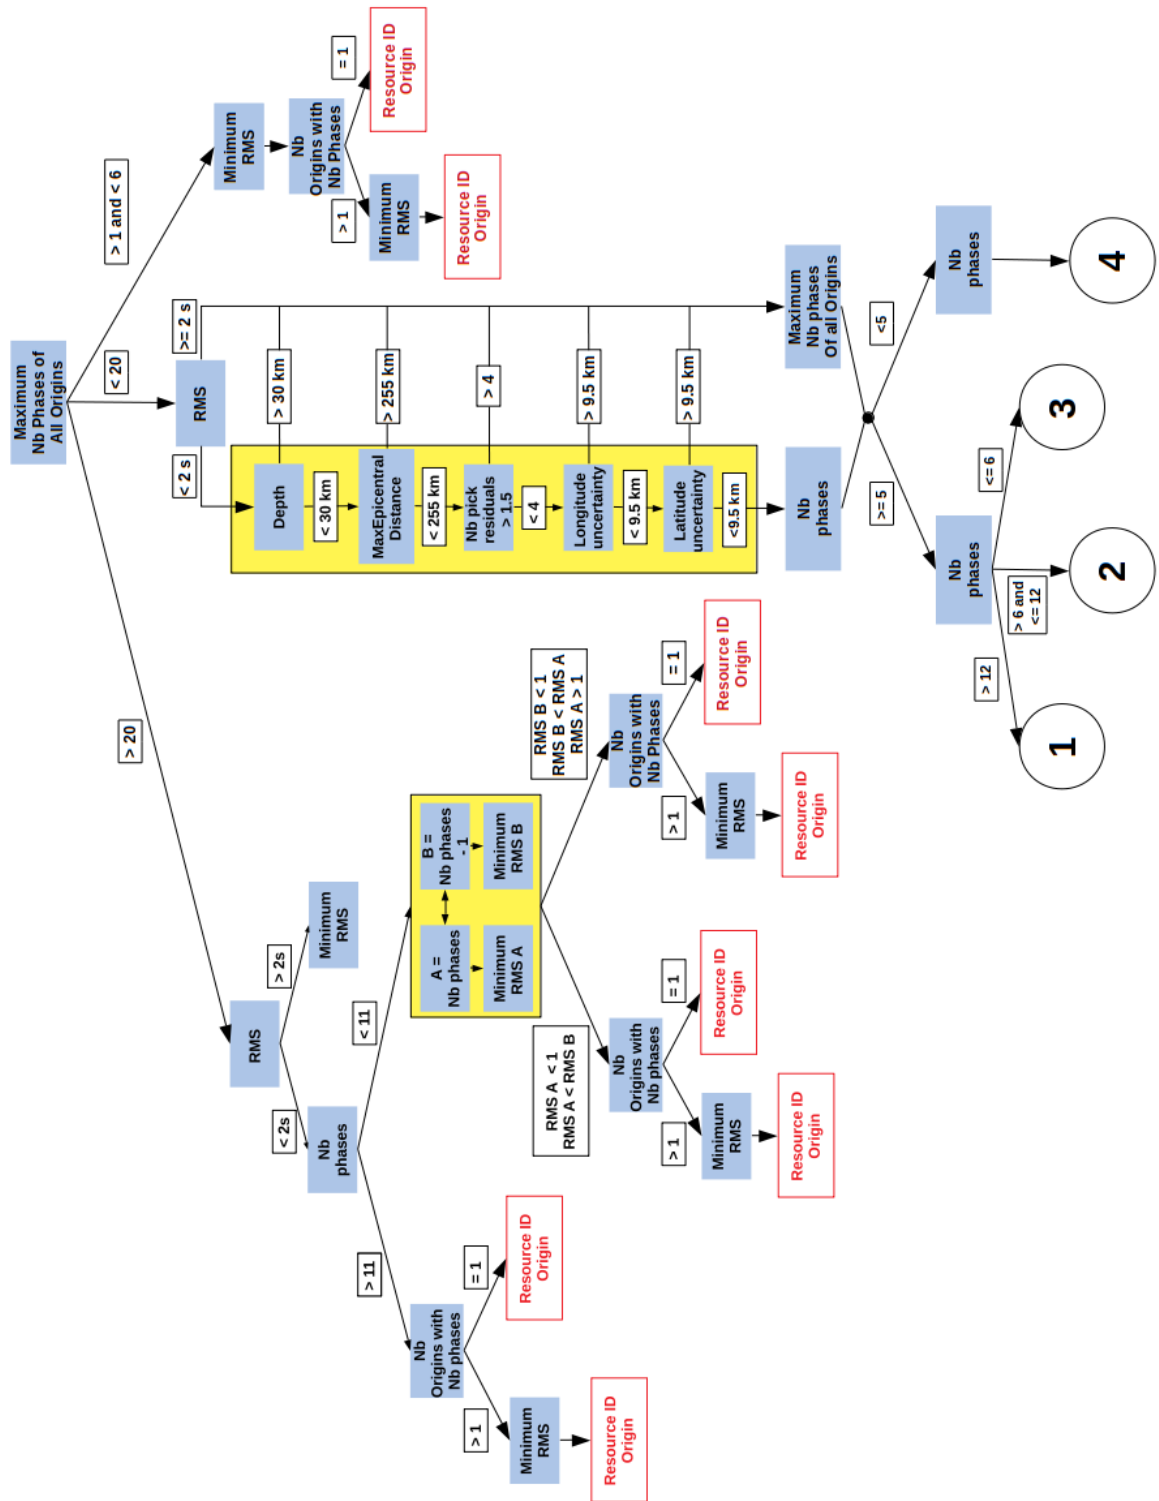 Maximum
Nb Phases of
All Origins
> 20
< 20
> 1 and < 6
RMS
< 2s
> 2s
Minimum
RMS
Nb
phases
> 11
< 11
Nb
Origins with
Nb phases
> 1
= 1
Minimum
RMS
Resource ID
Origin
Resource ID
Origin
A =
Nb phases
B =
Nb phases
- 1
Minimum
RMS A
Minimum
RMS B
RMS A < 1
RMS A < RMS B
RMS B < 1
RMS B < RMS A
RMS A > 1
Nb
Origins with
Nb phases
> 1
= 1
Minimum
RMS
Resource ID
Origin
Resource ID
Origin
Nb
Origins with
Nb Phases
> 1
= 1
Minimum
RMS
Resource ID
Origin
Resource ID
Origin
RMS
< 2 s
>= 2 s
Depth
> 30 km
< 30 km
MaxEpicentral
Distance
> 255 km
< 255 km
Nb pick
residuals
> 1.5
> 4
< 4
Longitude
uncertainty
> 9.5 km
< 9.5 km
Latitude
uncertainty
> 9.5 km
<9.5 km
Nb
phases
Maximum
Nb phases
Of all Origins
>= 5
<5
Nb
phases
Nb
phases
> 12
> 6 and
<= 12
<= 6
1
2
3
4
Minimum
RMS
Nb
Origins with
Nb Phases
> 1
= 1
Minimum
RMS
Resource ID
Origin
Resource ID
Origin